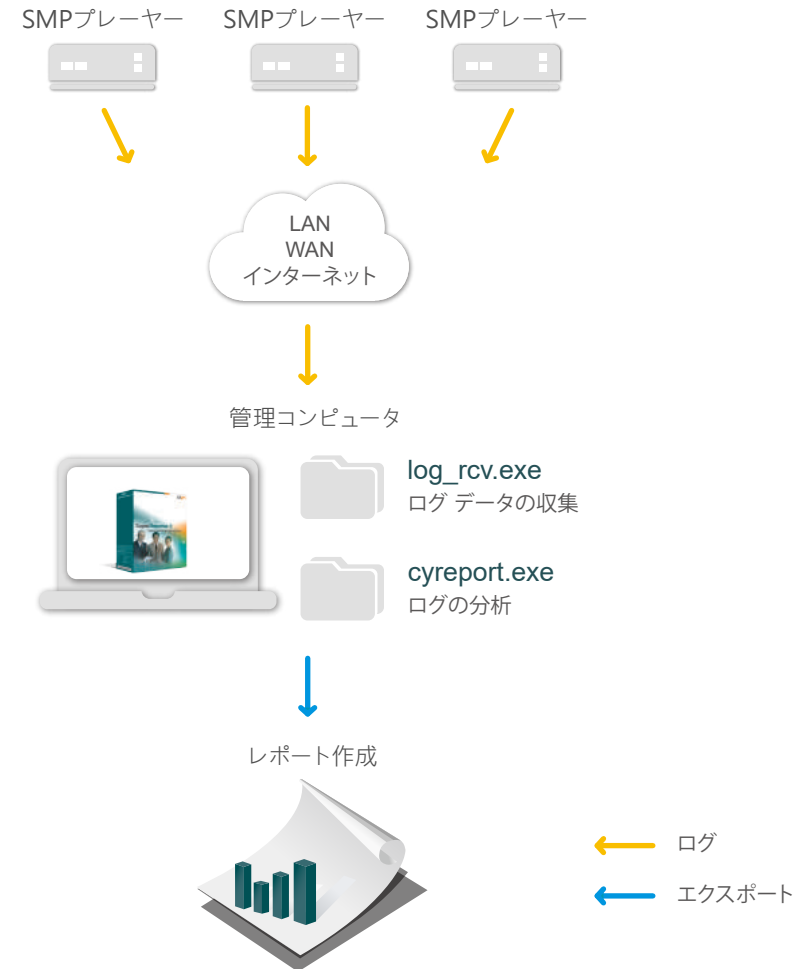 SMPプレーヤー
SMPプレーヤー
SMPプレーヤー
LAN
WAN
インターネット
管理コンピュータ
log_rcv.exe
ログ データの収集
cyreport.exe
ログの分析
レポート作成
ログ
エクスポート